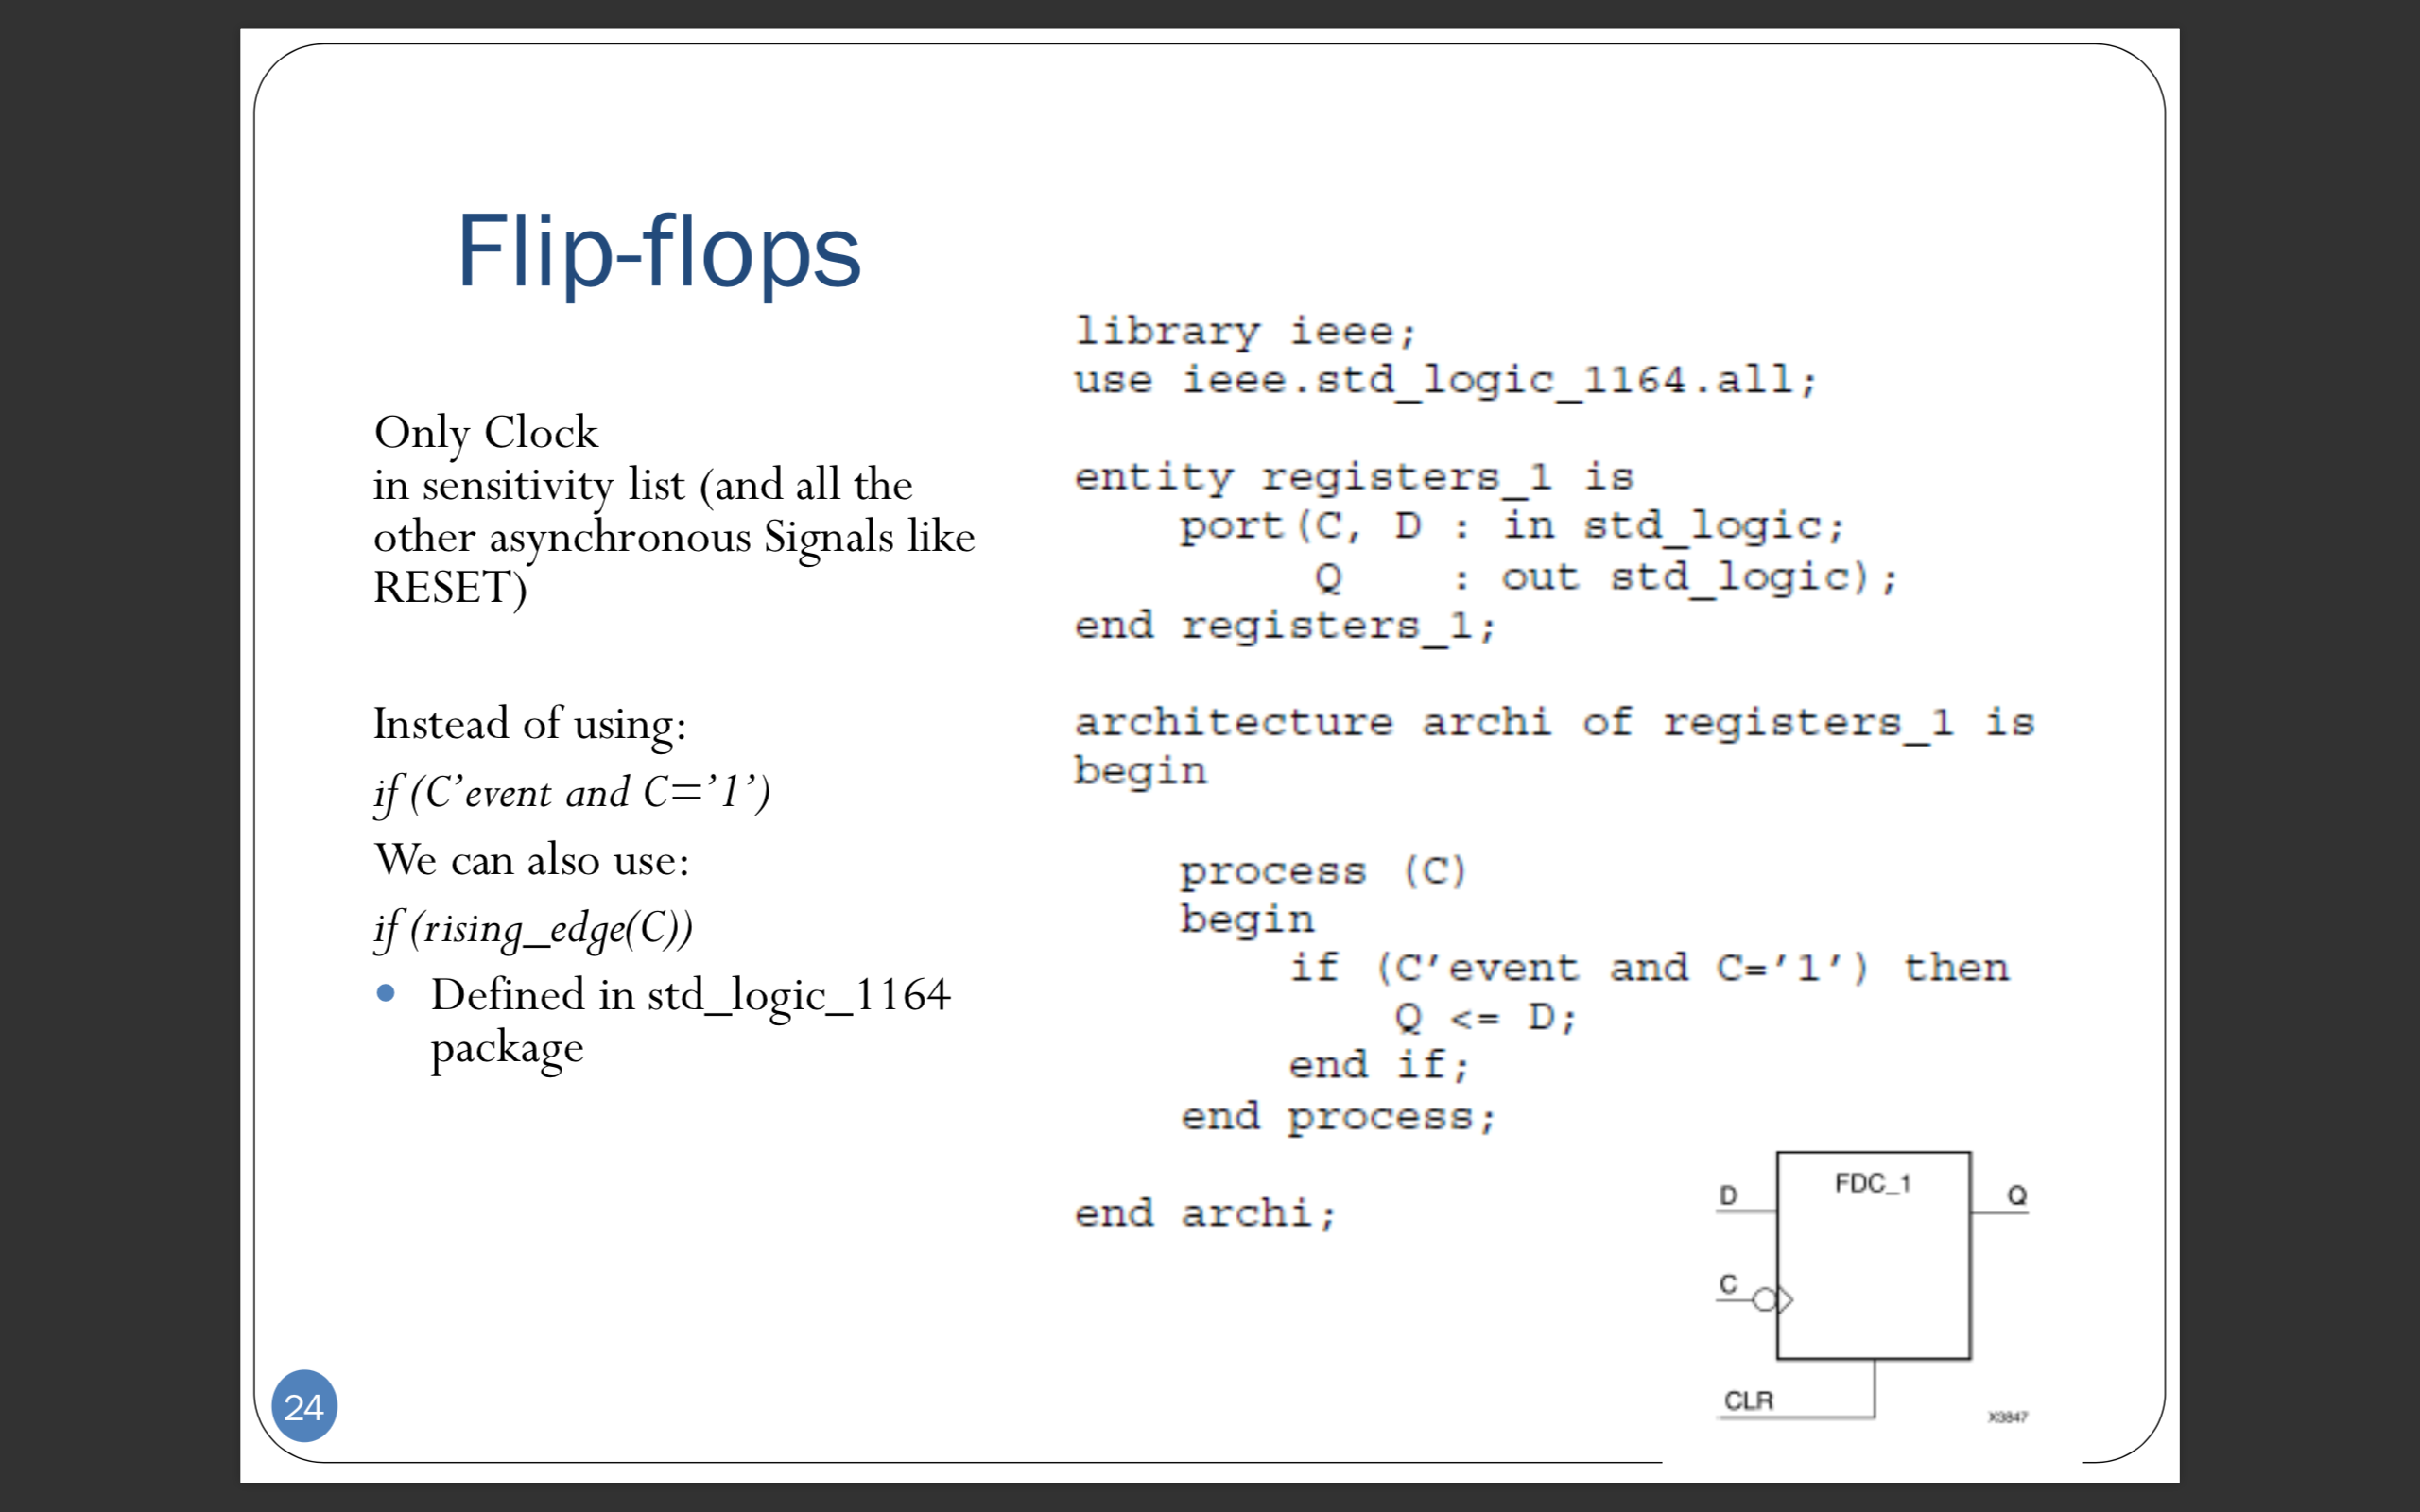 Flip-flops
Only Clock
in sensitivity list (and all the
other asynchronous Signals like
RESET)
Instead of using:
if (C’event and C=’1’)
We can also use:
if (rising_edge(C))
• Defined in std_logic_1164
package
library ieee;
use ieee.std_logic_1164.all;
entity registers_1 is
port(C, D : in std_logic;
Q : out std_logic);
end registers_1;
architecture archi of registers_1 is
begin
process (C)
begin
if (C’event and C=’1’) then
Q <= D;
end if;
end process;
end archi;
FDC_1
D
Q
C
CLR
X3847
24